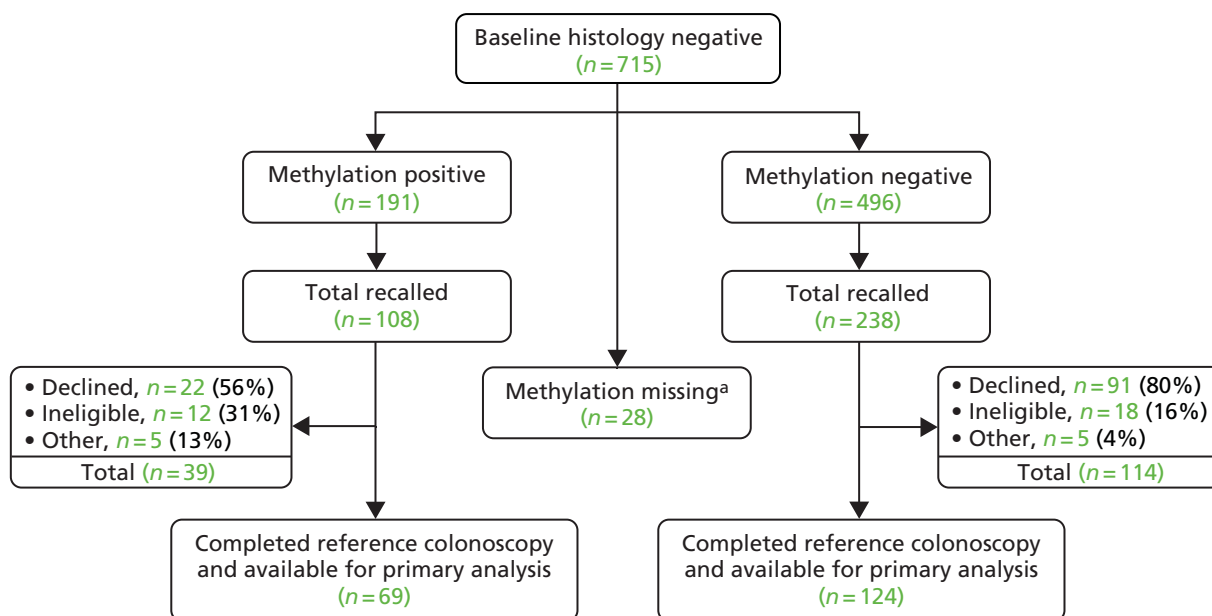 Baseline histology negative
(n=715)
Methylation positive
(n=191)
Methylation negative
(n=496)
Total recalled
(n=108)
Total recalled
(n=238)
• Declined, n=22 (56%)
• Ineligible, n=12 (31%)
• Other, n=5 (13%)
Total (n=39)
Methylation missingᵃ
(n=28)
• Declined, n=91 (80%)
• Ineligible, n=18 (16%)
• Other, n=5 (4%)
Total (n=114)
Completed reference colonoscopy
and available for primary analysis
(n=69)
Completed reference colonoscopy
and available for primary analysis
(n=124)